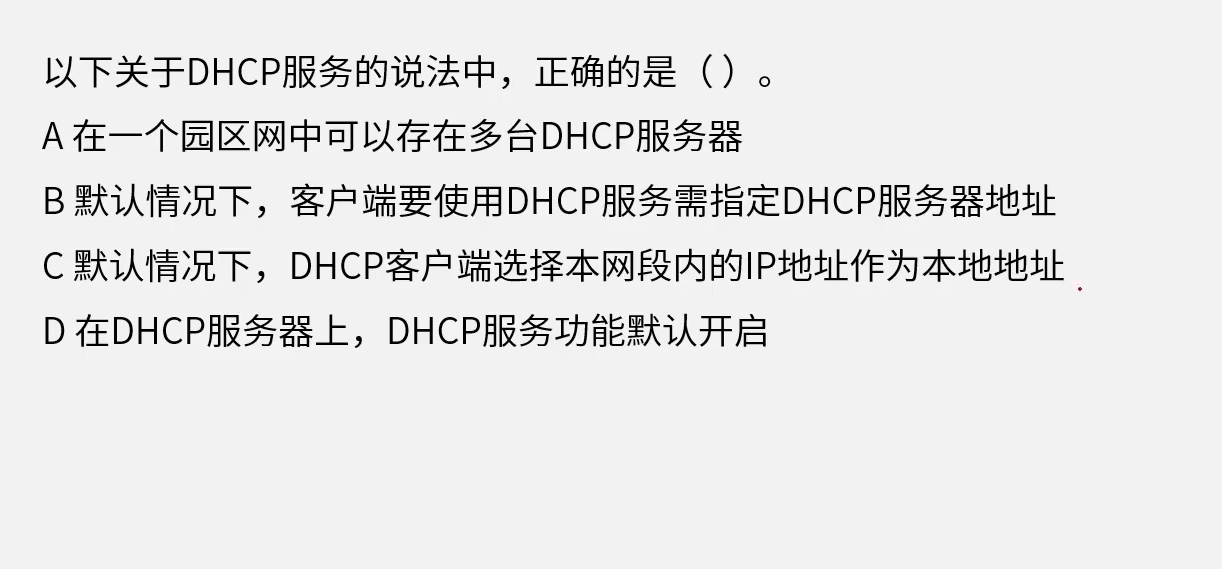 以下关于DHCP服务的说法中，正确的是（ ）。
A 在一个园区网中可以存在多台DHCP服务器
B 默认情况下，客户端要使用DHCP服务需指定DHCP服务器地址
C 默认情况下，DHCP客户端选择本网段内的IP地址作为本地地址
D 在DHCP服务器上，DHCP服务功能默认开启